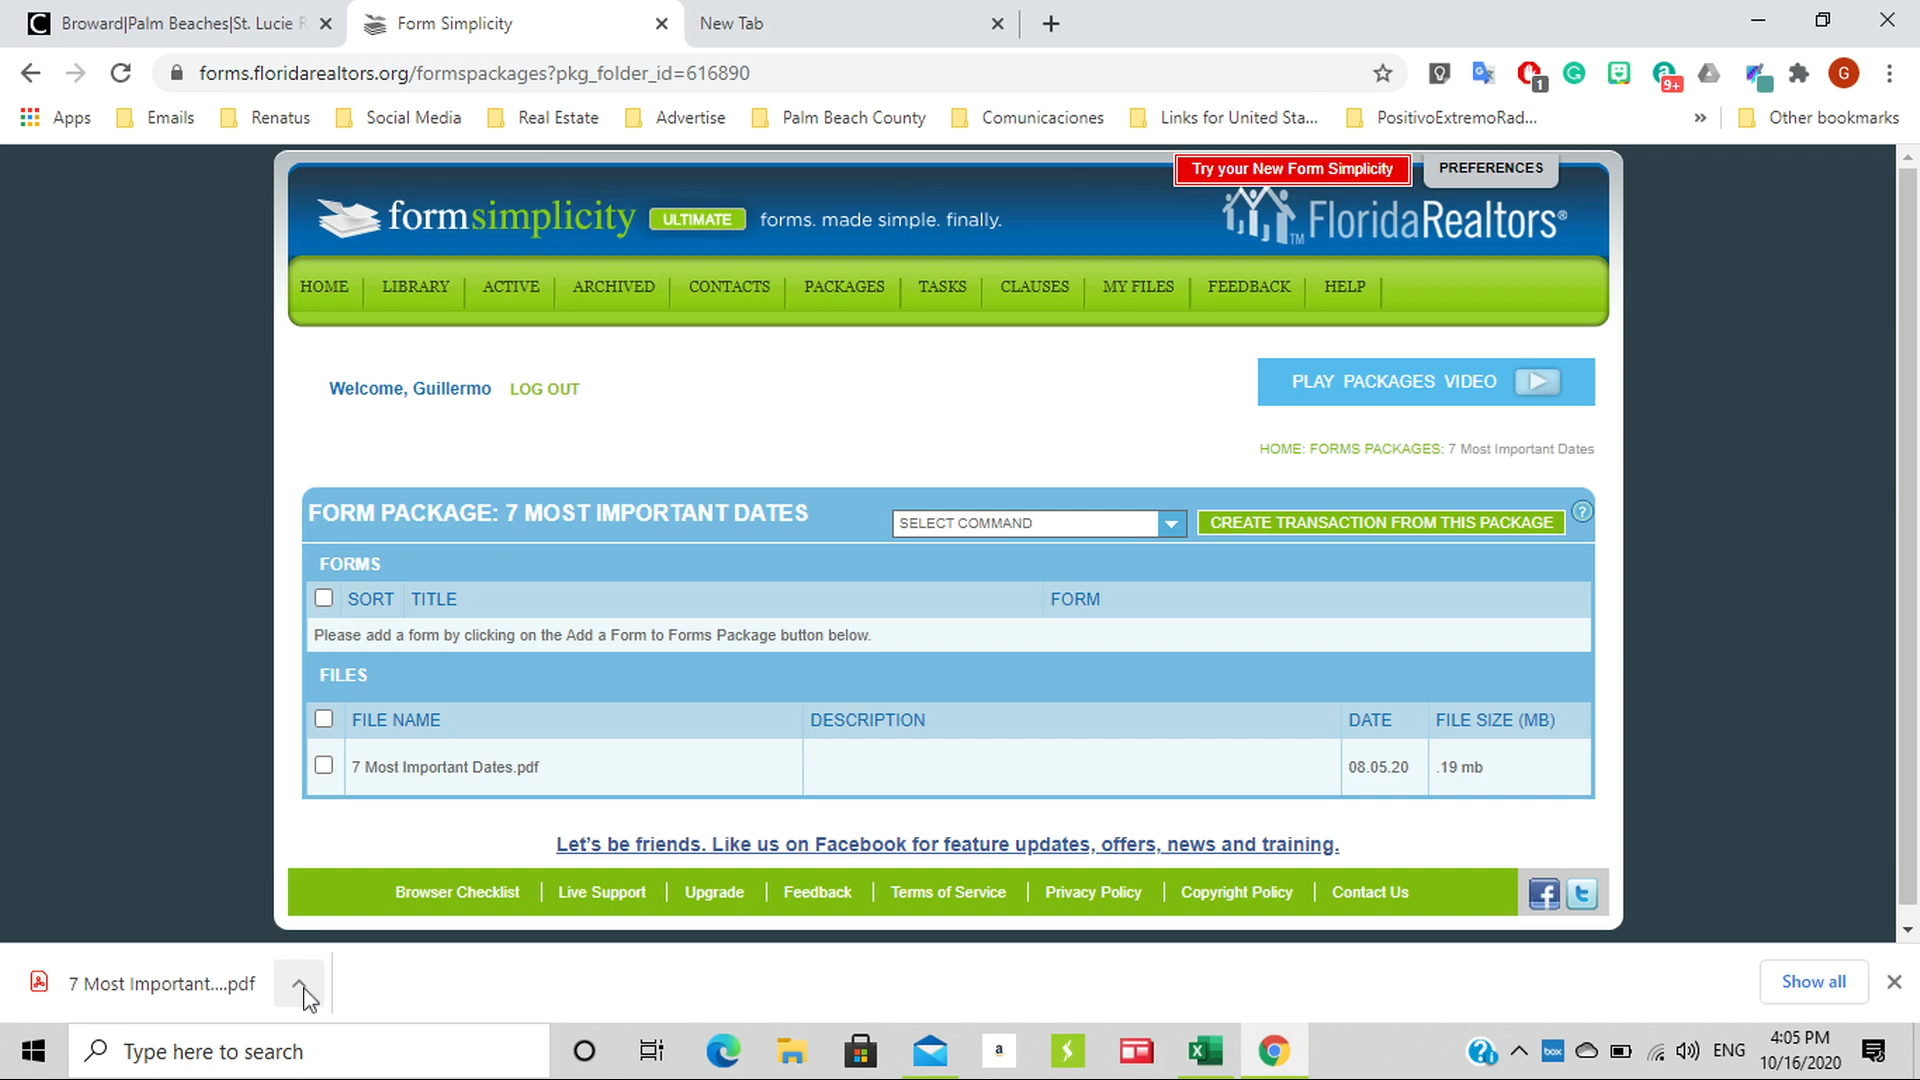 Broward|Palm Beaches|St. Lucie R
Form Simplicity
New Tab
forms.floridarealtors.org/formspackages?pkg_folder_id=616890
1
9+
G
Apps
Emails
Renatus
Social Media
Real Estate
Advertise
Palm Beach County
Comunicaciones
Links for United Sta...
PositivoExtremoRad...
»
Other bookmarks
Try your New Form Simplicity
PREFERENCES
formsimplicity ULTIMATE forms. made simple. finally.
TM FloridaRealtors®
HOME
LIBRARY
ACTIVE
ARCHIVED
CONTACTS
PACKAGES
TASKS
CLAUSES
MY FILES
FEEDBACK
HELP
Welcome, Guillermo LOG OUT
PLAY PACKAGES VIDEO
HOME: FORMS PACKAGES: 7 Most Important Dates
FORM PACKAGE: 7 MOST IMPORTANT DATES
SELECT COMMAND
CREATE TRANSACTION FROM THIS PACKAGE
?
FORMS
SORT TITLE FORM
Please add a form by clicking on the Add a Form to Forms Package button below.
FILES
FILE NAME DESCRIPTION DATE FILE SIZE (MB)
7 Most Important Dates.pdf 08.05.20 .19 mb
Let's be friends. Like us on Facebook for feature updates, offers, news and training.
Browser Checklist | Live Support | Upgrade | Feedback | Terms of Service | Privacy Policy | Copyright Policy | Contact Us
7 Most Important....pdf
Show all
Type here to search
a
box
ENG
4:05 PM
10/16/2020